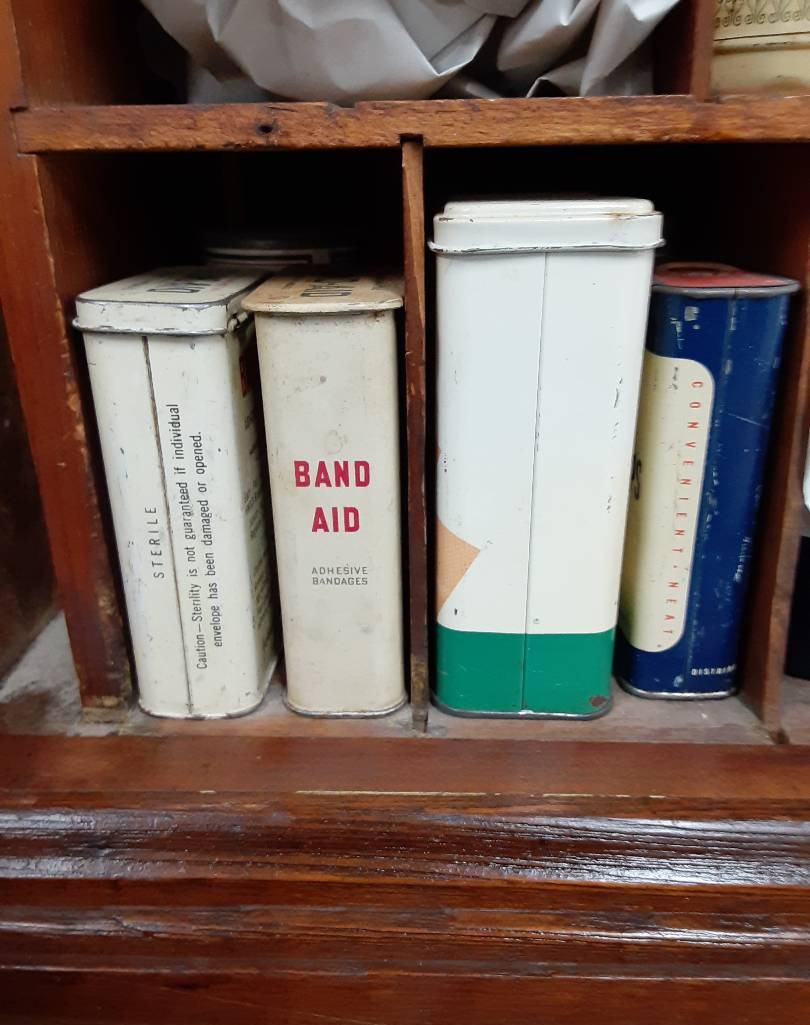 STERILE
Caution—Sterility is not guaranteed if individual
envelope has been damaged or opened.
BAND
AID
ADHESIVE
BANDAGES
CONVENIENT · NEAT